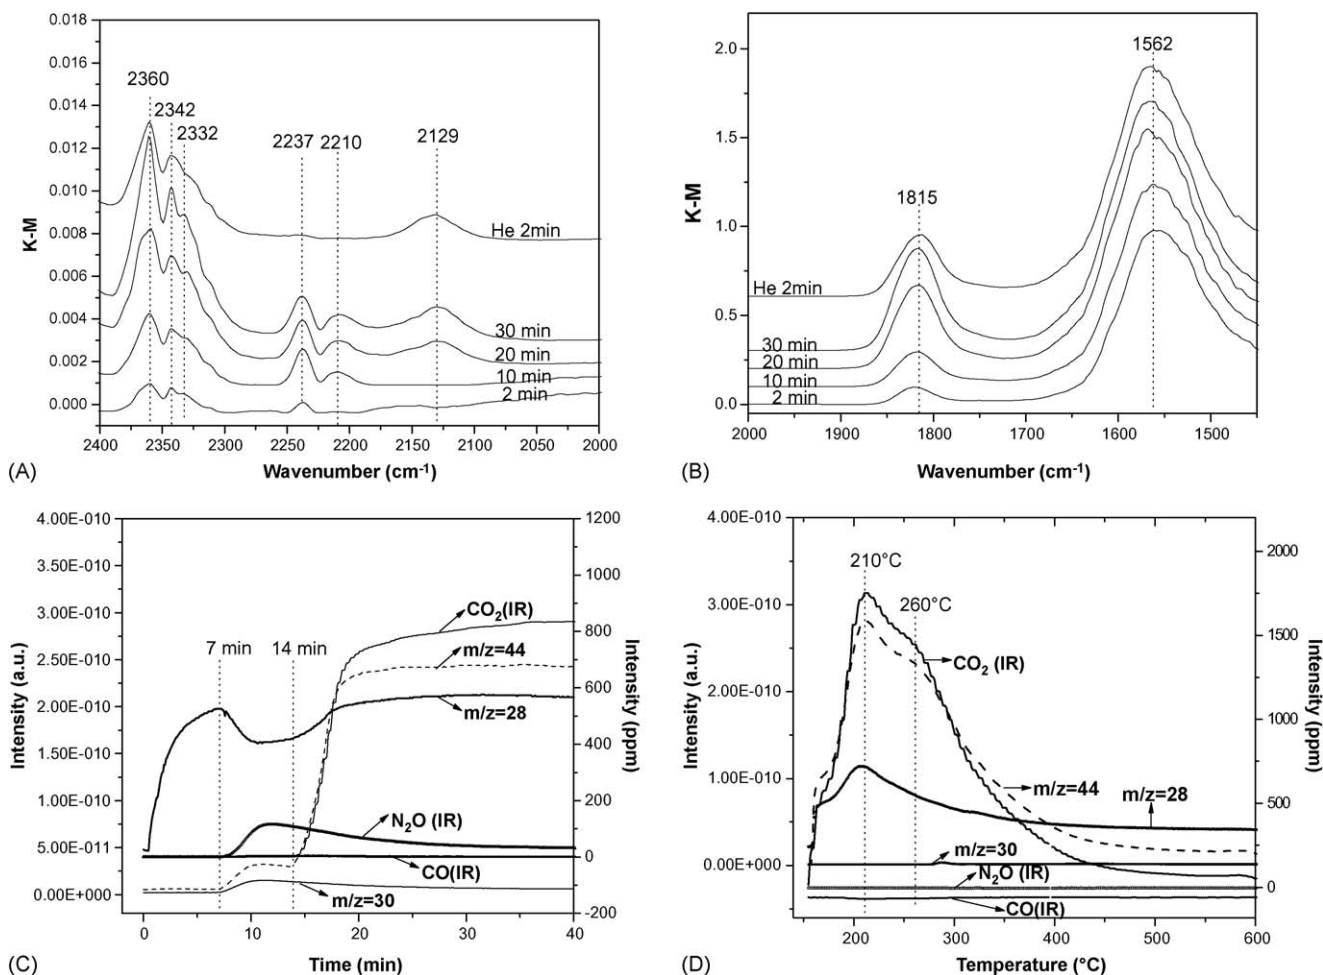 0.018
0.016
0.014
0.012
0.010
0.008
0.006
0.004
0.002
0.000
K-M
2360
2342
2332
2237
2210
2129
He 2min
30 min
20 min
10 min
2 min
2400 2350 2300 2250 2200 2150 2100 2050 2000
Wavenumber (cm-1)
(A)
2.0
1.5
1.0
0.5
0.0
K-M
1562
1815
He 2min
30 min
20 min
10 min
2 min
2000 1900 1800 1700 1600 1500
Wavenumber (cm-1)
(B)
4.00E-010
3.50E-010
3.00E-010
2.50E-010
2.00E-010
1.50E-010
1.00E-010
5.00E-011
0.00E+000
Intensity (a.u.)
1200
1000
800
600
400
200
0
-200
Intensity (ppm)
7 min
14 min
CO2(IR)
m/z=44
m/z=28
N2O (IR)
CO(IR)
m/z=30
0 10 20 30 40
Time (min)
(C)
4.00E-010
3.00E-010
2.00E-010
1.00E-010
0.00E+000
Intensity (a.u.)
2000
1500
1000
500
0
Intensity (ppm)
210°C
260°C
CO2 (IR)
m/z=44
m/z=28
m/z=30
N2O (IR)
CO(IR)
200 300 400 500 600
Temperature (°C)
(D)